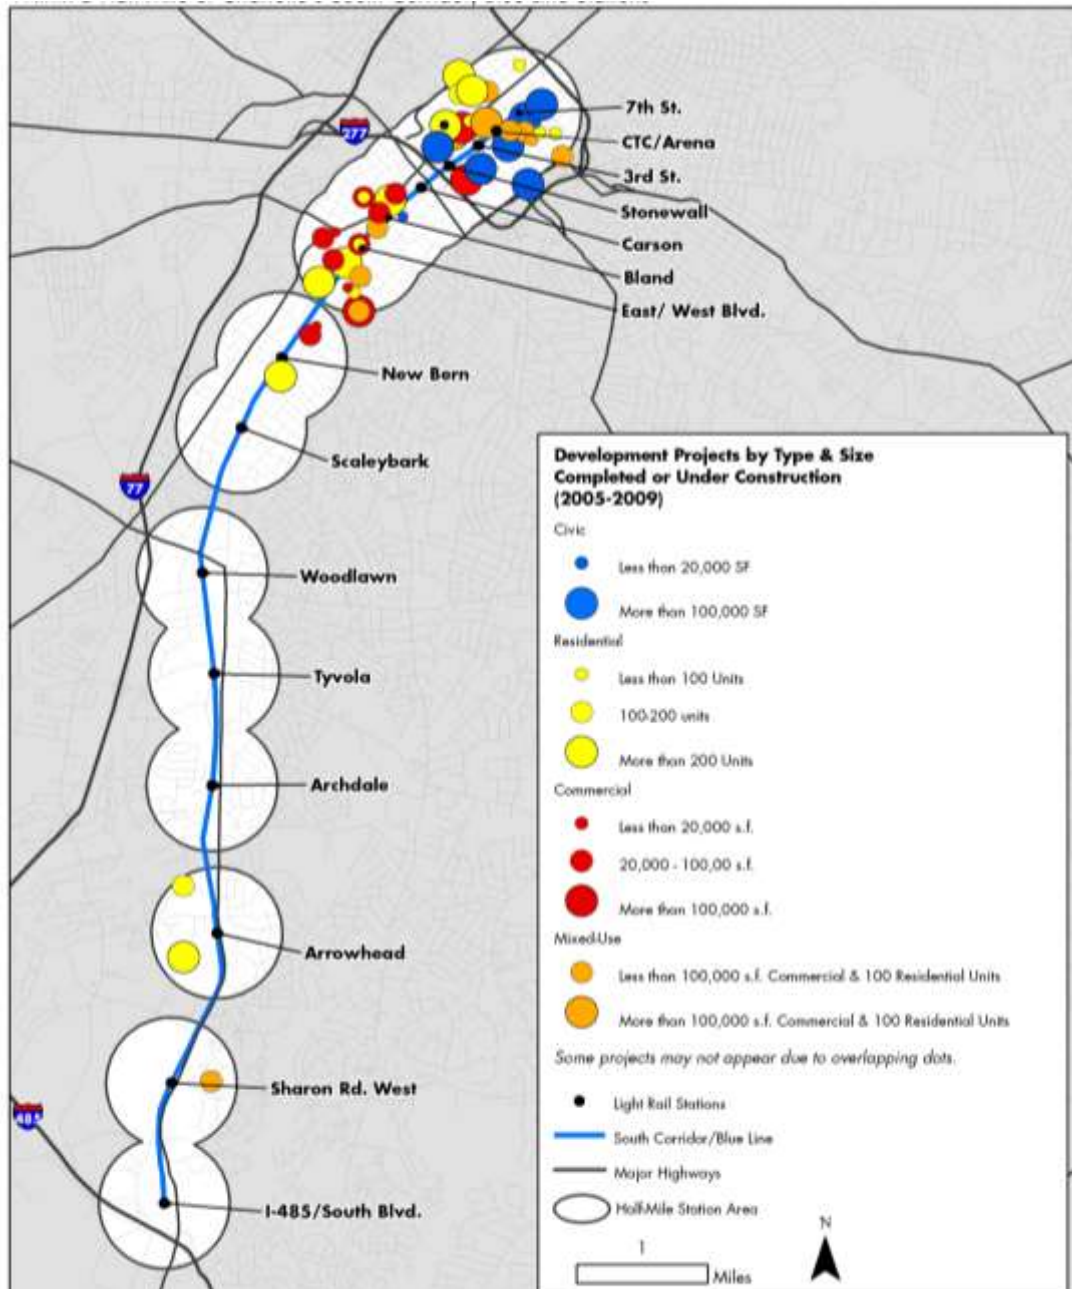 277
7th St.
CTC/Arena
3rd St.
Stonewall
Carson
Bland
East/ West Blvd.
New Bern
Scaleybark
77
Woodlawn
Tyvola
Archdale
Arrowhead
Sharon Rd. West
485
I-485/South Blvd.
Development Projects by Type & Size
Completed or Under Construction
(2005-2009)
Civic
Less than 20,000 SF
More than 100,000 SF
Residential
Less than 100 Units
100-200 units
More than 200 Units
Commercial
Less than 20,000 s.f.
20,000 - 100,00 s.f.
More than 100,000 s.f.
Mixed-Use
Less than 100,000 s.f. Commercial & 100 Residential Units
More than 100,000 s.f. Commercial & 100 Residential Units
Some projects may not appear due to overlapping dots.
Light Rail Stations
South Corridor/Blue Line
Major Highways
Half-Mile Station Area
N
1
Miles